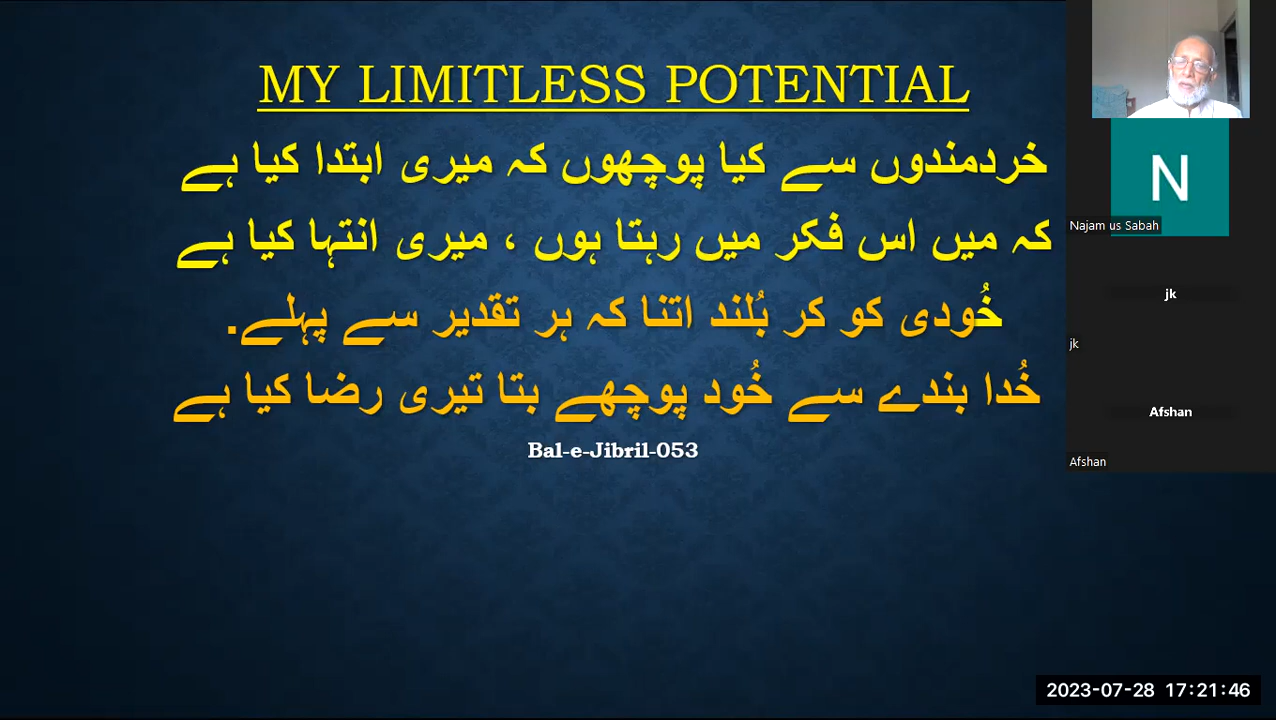 MY LIMITLESS POTENTIAL
خردمندوں سے کیا پوچھوں کہ میری ابتدا کیا ہے
کہ میں اس فکر میں رہتا ہوں ، میری انتہا کیا ہے
خُودی کو کر بُلند اتنا کہ ہر تقدیر سے پہلے.
خُدا بندے سے خُود پوچھے بتا تیری رضا کیا ہے
Bal-e-Jibril-053
N
Najam us Sabah
jk
jk
Afshan
Afshan
2023-07-28 17:21:46